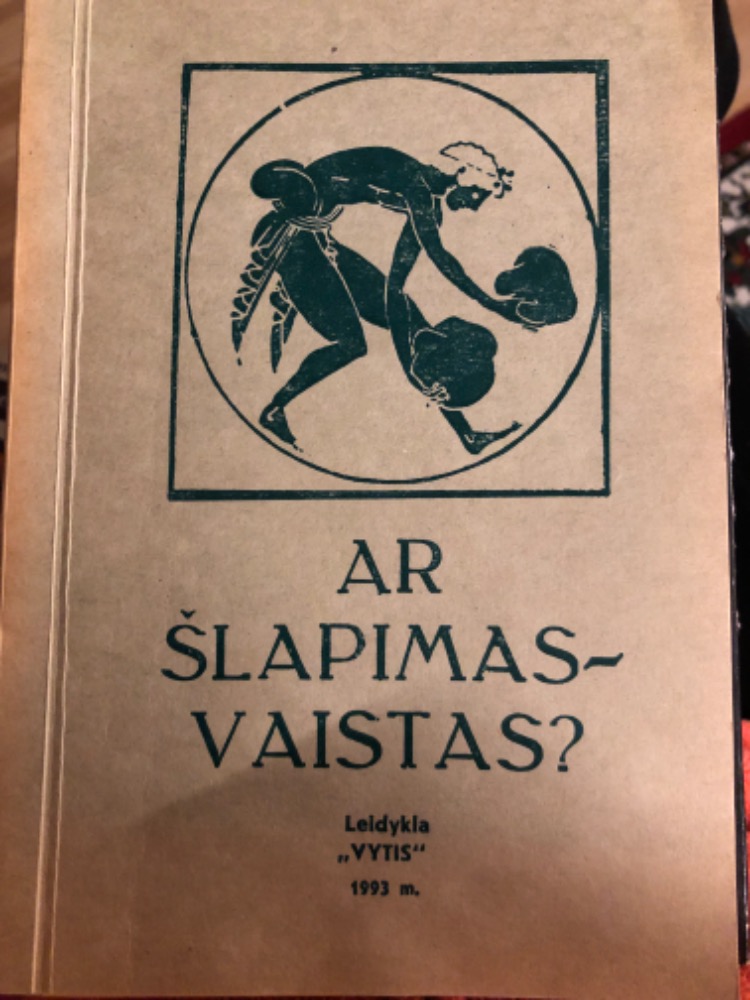 AR
ŠLAPIMAS-
VAISTAS?
Leidykla
„VYTIS“
1993 m.